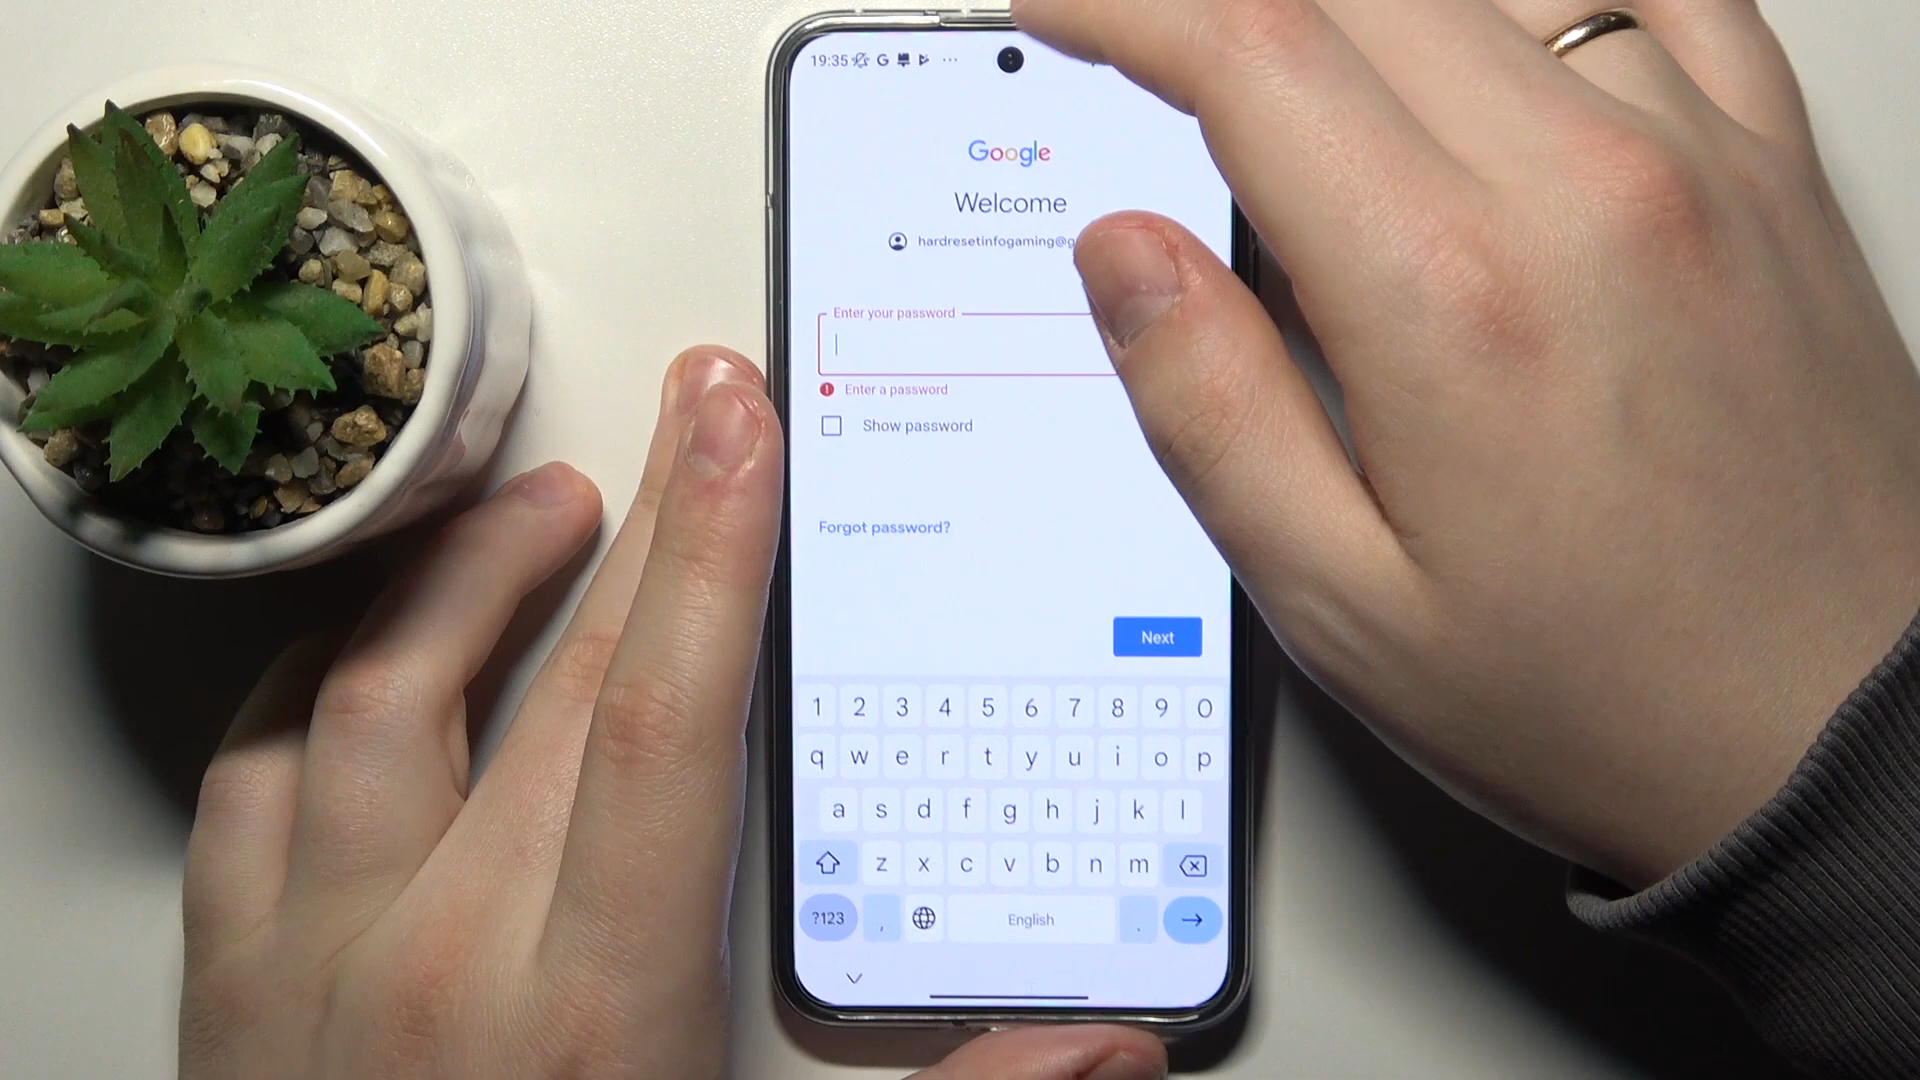 19:35 G ...
Google
Welcome
hardresetinfogaming@g
Enter your password
Enter a password
Show password
Forgot password?
Next
1 2 3 4 5 6 7 8 9 0
q w e r t y u i o p
a s d f g h j k l
z x c v b n m
?123 , English .